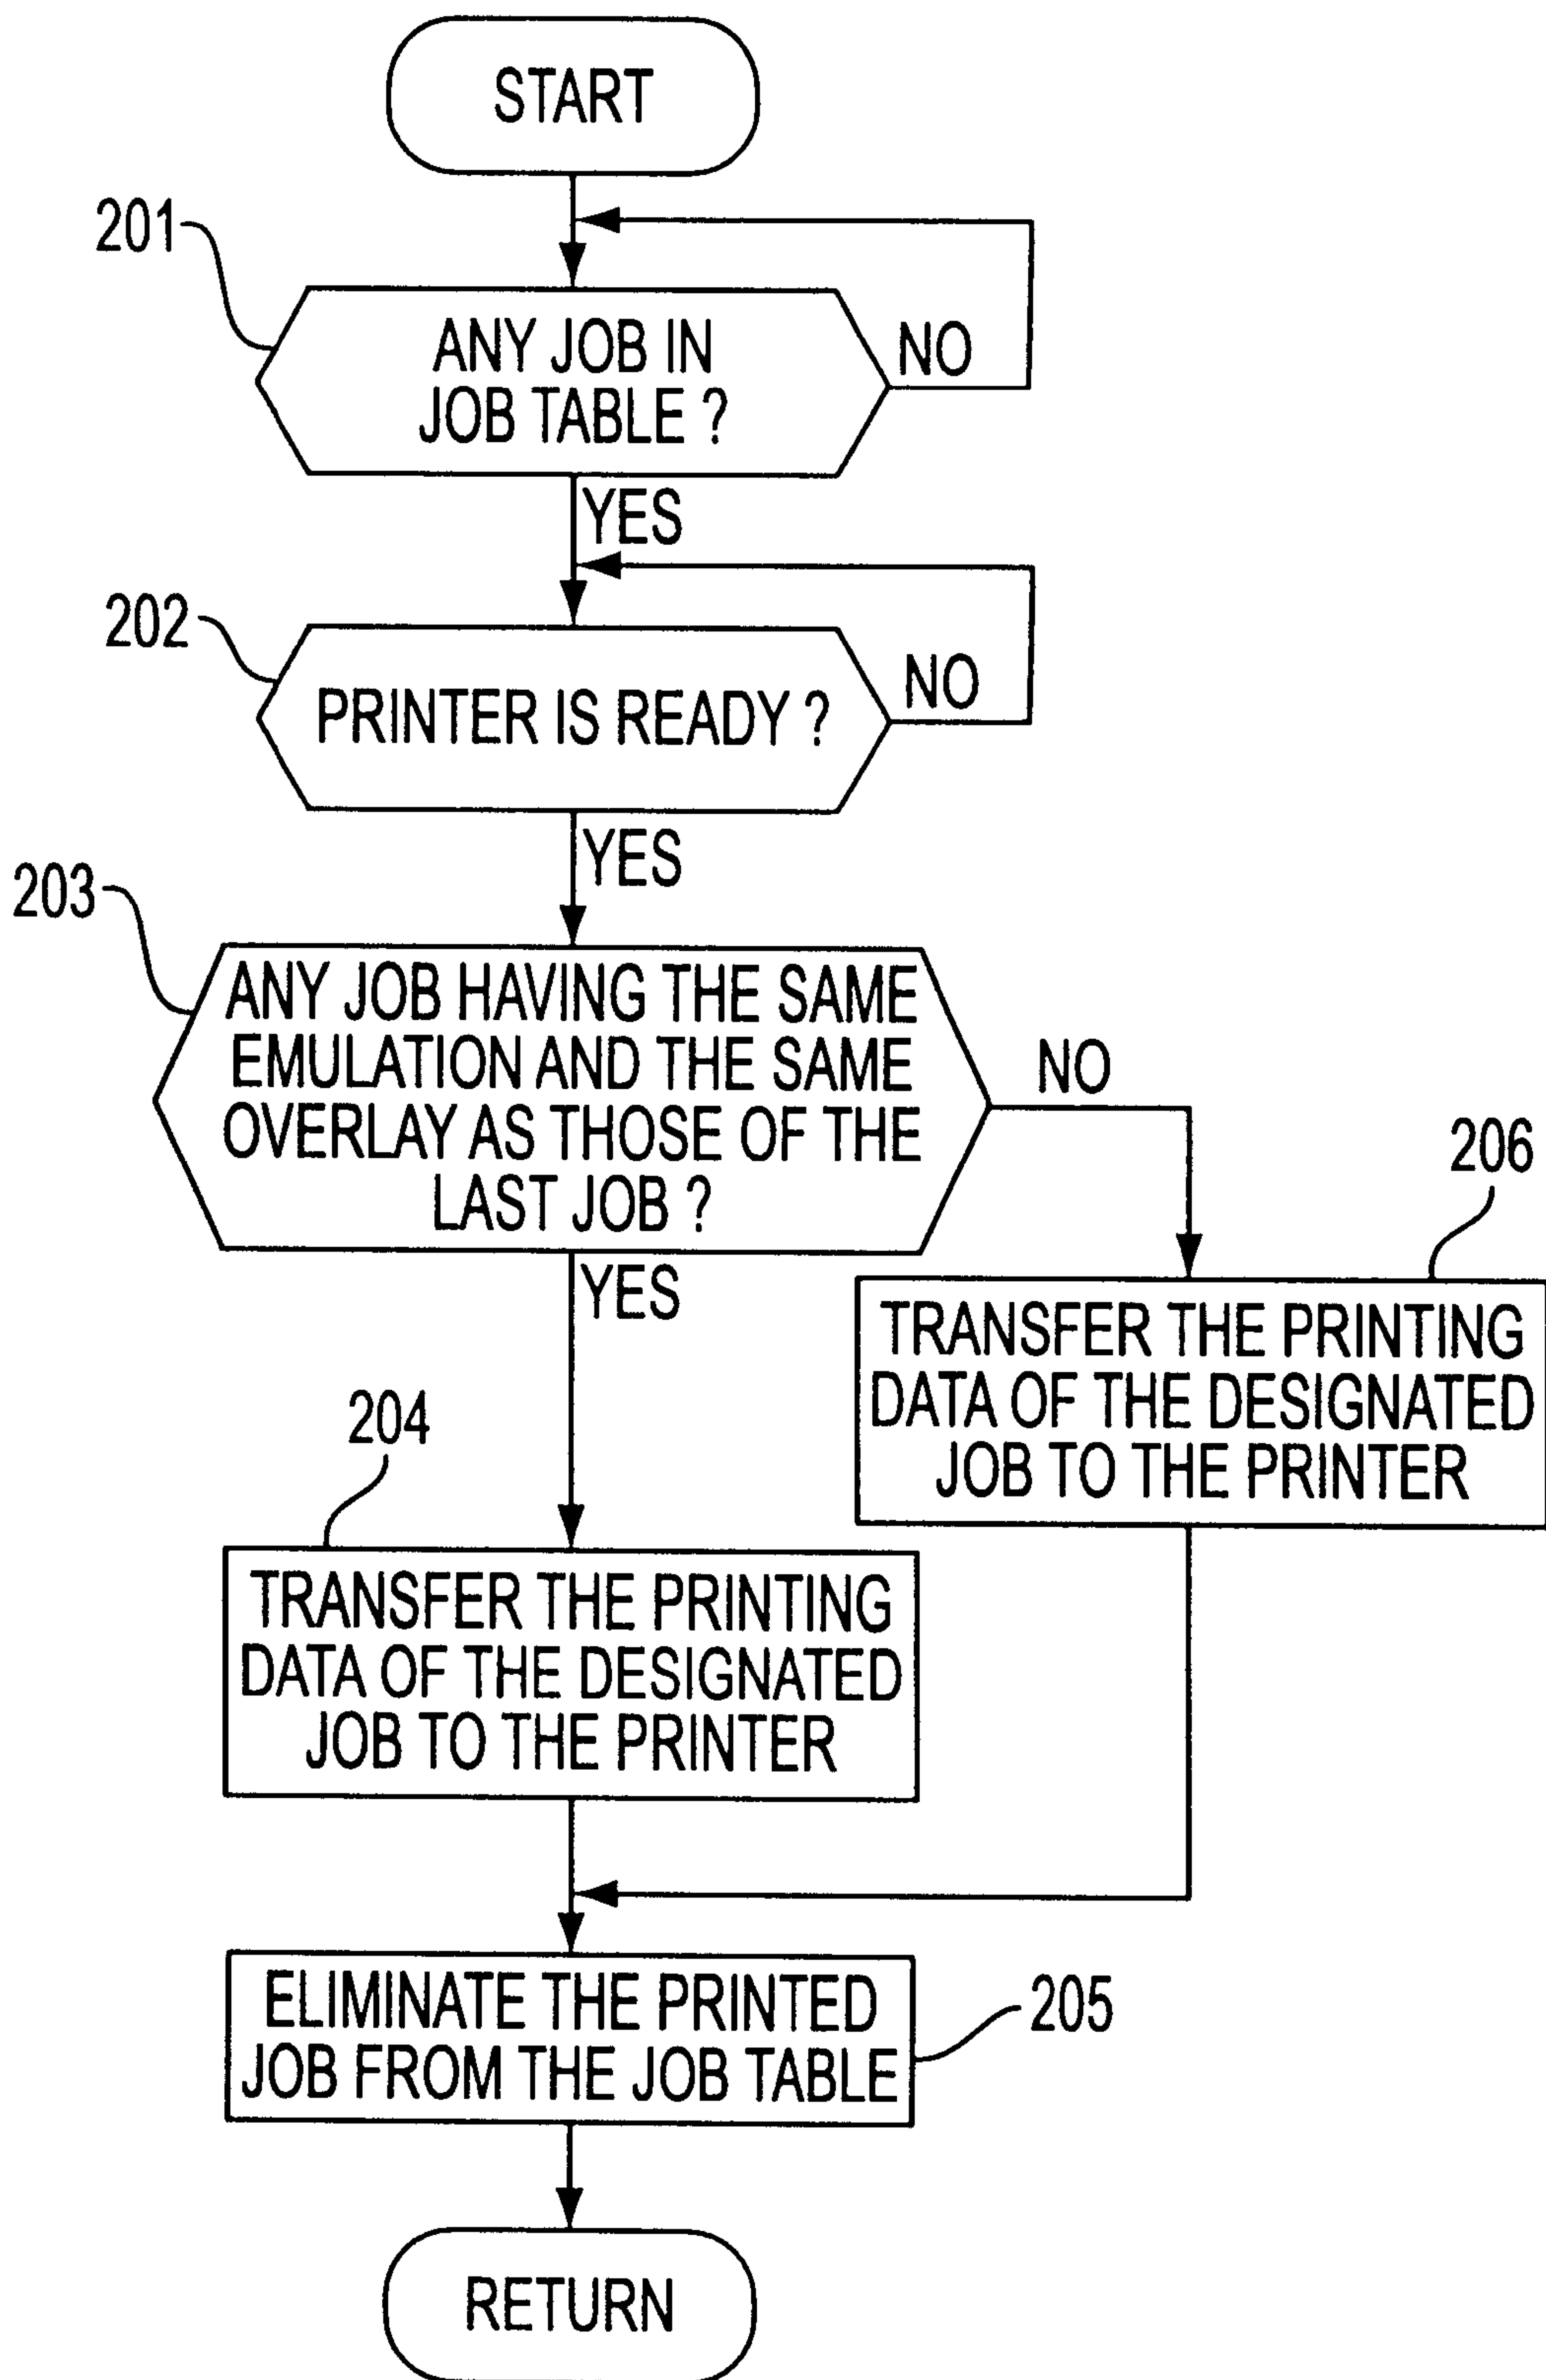 START
201
ANY JOB IN
JOB TABLE ?
NO
YES
202
PRINTER IS READY ?
NO
YES
203
ANY JOB HAVING THE SAME
EMULATION AND THE SAME
OVERLAY AS THOSE OF THE
LAST JOB ?
NO
YES
206
TRANSFER THE PRINTING
DATA OF THE DESIGNATED
JOB TO THE PRINTER
204
TRANSFER THE PRINTING
DATA OF THE DESIGNATED
JOB TO THE PRINTER
ELIMINATE THE PRINTED
JOB FROM THE JOB TABLE
205
RETURN